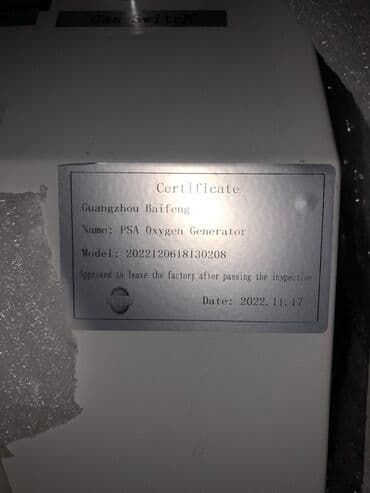 Gas Switch
Certificate
Guangzhou Baifeng
Name: PSA Oxygen Generator
Model: 2022120618130208
Approved to leave the factory after passing the inspection
Date: 2022.11.17